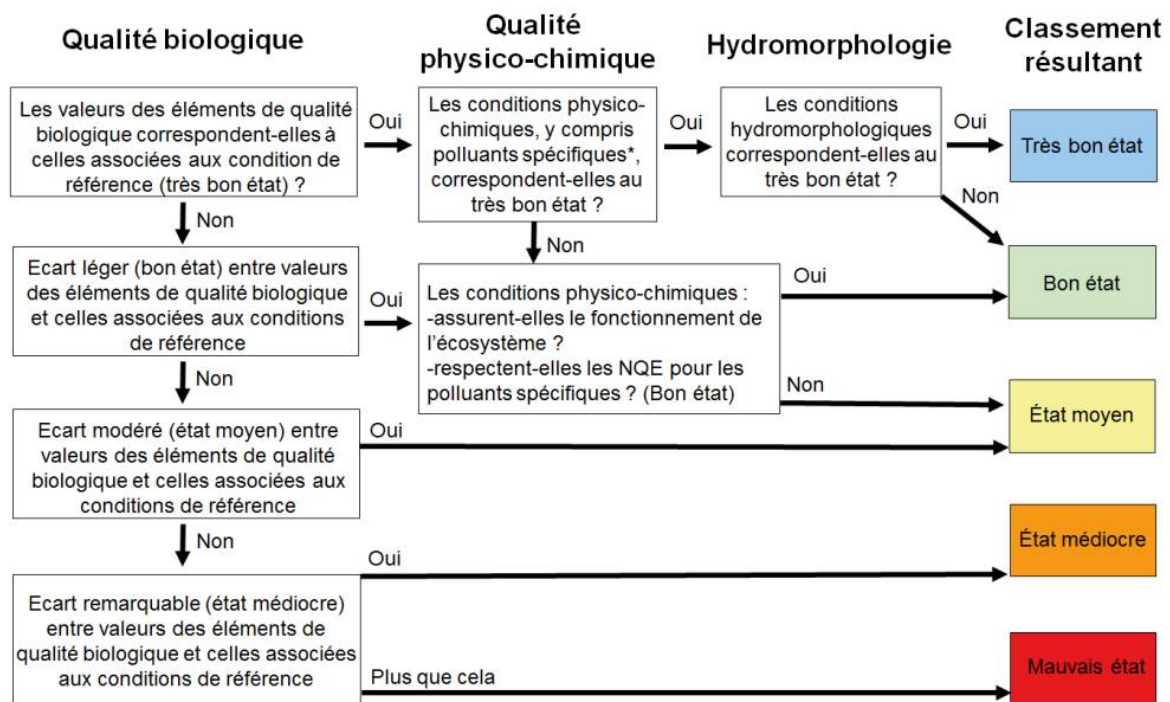 Qualité biologique
Qualité
physico-chimique
Hydromorphologie
Classement
résultant
Les valeurs des éléments de qualité
biologique correspondent-elles à
celles associées aux condition de
référence (très bon état) ?
Oui
Les conditions physico-
chimiques, y compris
polluants spécifiques*,
correspondent-elles au
très bon état ?
Oui
Les conditions
hydromorphologiques
correspondent-elles au
très bon état ?
Oui
Très bon état
Non
Non
Non
Ecart léger (bon état) entre valeurs
des éléments de qualité biologique
et celles associées aux conditions
de référence
Oui
Les conditions physico-chimiques :
-assurent-elles le fonctionnement de
l'écosystème ?
-respectent-elles les NQE pour les
polluants spécifiques ? (Bon état)
Oui
Bon état
Non
Non
État moyen
Ecart modéré (état moyen) entre
valeurs des éléments de qualité
biologique et celles associées aux
conditions de référence
Oui
Non
Oui
État médiocre
Ecart remarquable (état médiocre)
entre valeurs des éléments de
qualité biologique et celles associées
aux conditions de référence
Plus que cela
Mauvais état